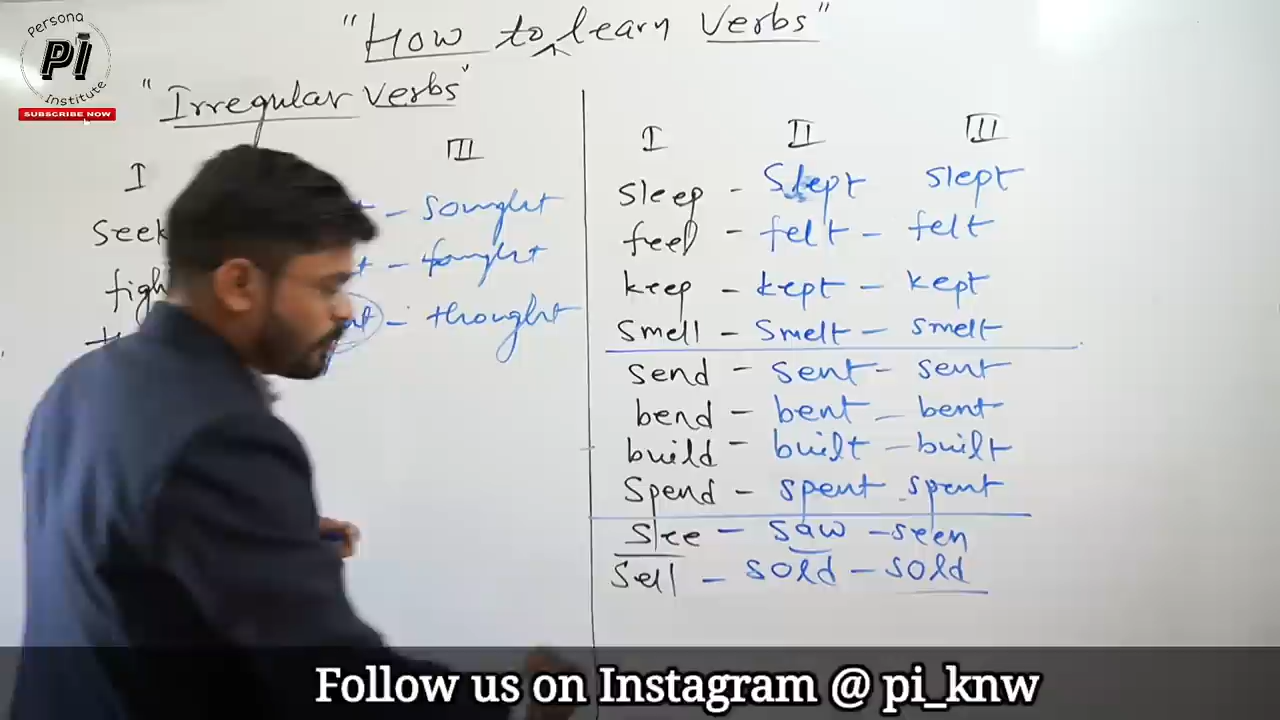 Persona
PI
Institute
SUBSCRIBE NOW
"How to learn verbs"
"Irregular verbs"
I III
seek - sought
figh - fought
- thought
I II III
sleep - slept slept
feel - felt - felt
keep - kept - kept
smell - smelt - smelt
send - sent - sent
bend - bent - bent
build - built - built
spend - spent - spent
see - saw - seen
sell - sold - sold
Follow us on Instagram @ pi_knw